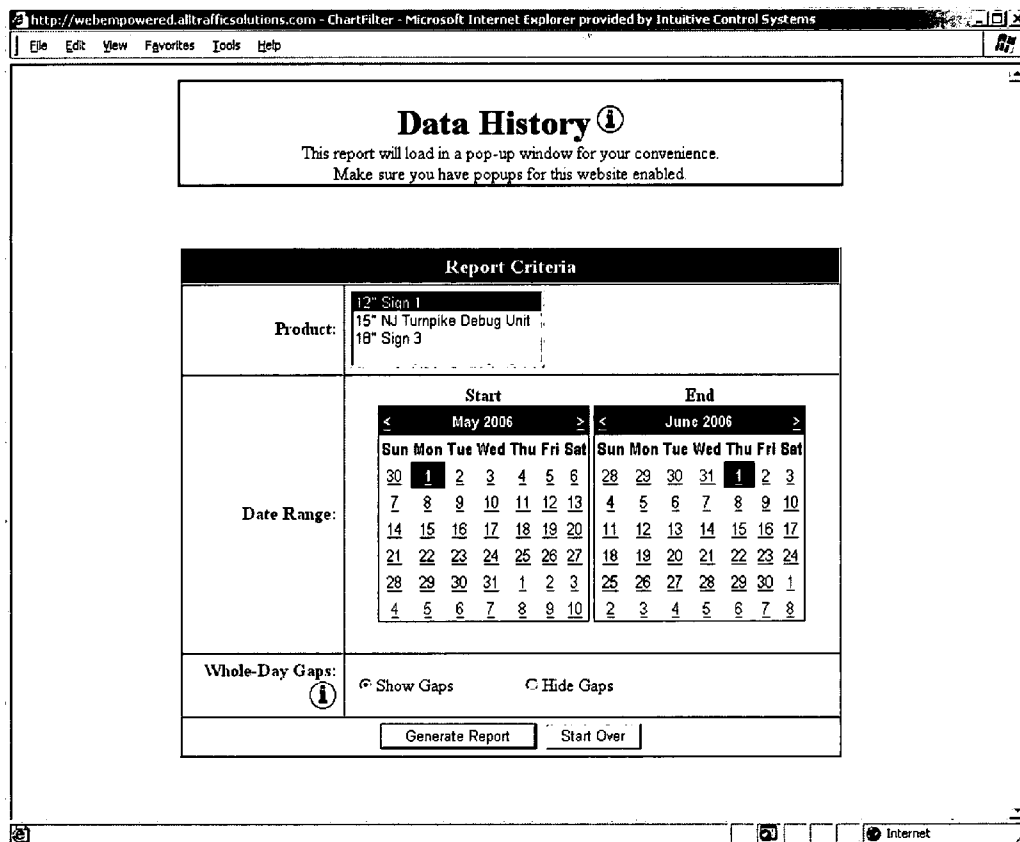 http://webempowered.alltrafficsolutions.com - ChartFilter - Microsoft Internet Explorer provided by Intuitive Control Systems
File Edit View Favorites Tools Help
Data History i
This report will load in a pop-up window for your convenience.
Make sure you have popups for this website enabled.
Report Criteria
Product:
12" Sign 1
15" NJ Turnpike Debug Unit
18" Sign 3
Date Range:
Start
< May 2006 >
Sun Mon Tue Wed Thu Fri Sat
30 1 2 3 4 5 6
7 8 9 10 11 12 13
14 15 16 17 18 19 20
21 22 23 24 25 26 27
28 29 30 31 1 2 3
4 5 6 7 8 9 10
End
< June 2006 >
Sun Mon Tue Wed Thu Fri Sat
28 29 30 31 1 2 3
4 5 6 7 8 9 10
11 12 13 14 15 16 17
18 19 20 21 22 23 24
25 26 27 28 29 30 1
2 3 4 5 6 7 8
Whole-Day Gaps:
i
Show Gaps Hide Gaps
Generate Report Start Over
Internet